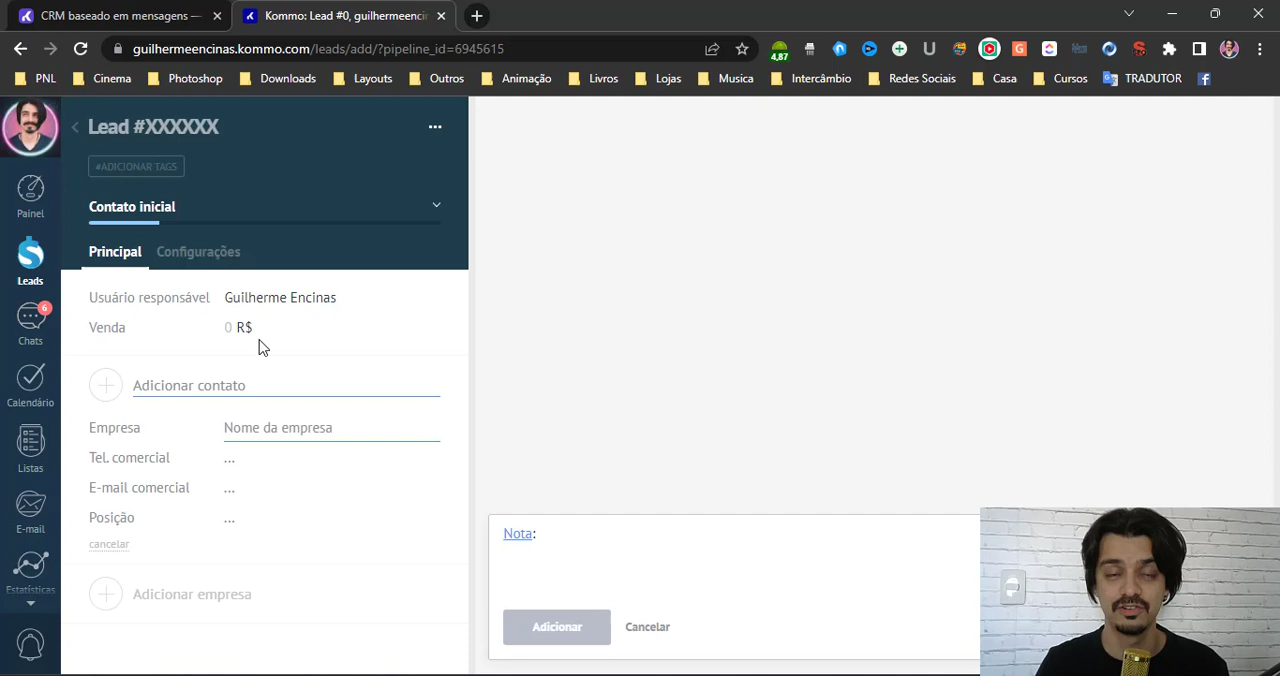 CRM baseado em mensagens —
Kommo: Lead #0, guilhermeencin
guilhermeencinas.kommo.com/leads/add/?pipeline_id=6945615
4,87
PNL
Cinema
Photoshop
Downloads
Layouts
Outros
Animação
Livros
Lojas
Musica
Intercâmbio
Redes Sociais
Casa
Cursos
TRADUTOR
Lead #XXXXXX
#ADICIONAR TAGS
Contato inicial
Principal
Configurações
Painel
Leads
6
Chats
Calendário
Listas
E-mail
Estatísticas
Usuário responsável
Guilherme Encinas
Venda
0 R$
Adicionar contato
Empresa
Nome da empresa
Tel. comercial
...
E-mail comercial
...
Posição
...
cancelar
Adicionar empresa
Nota:
Adicionar
Cancelar